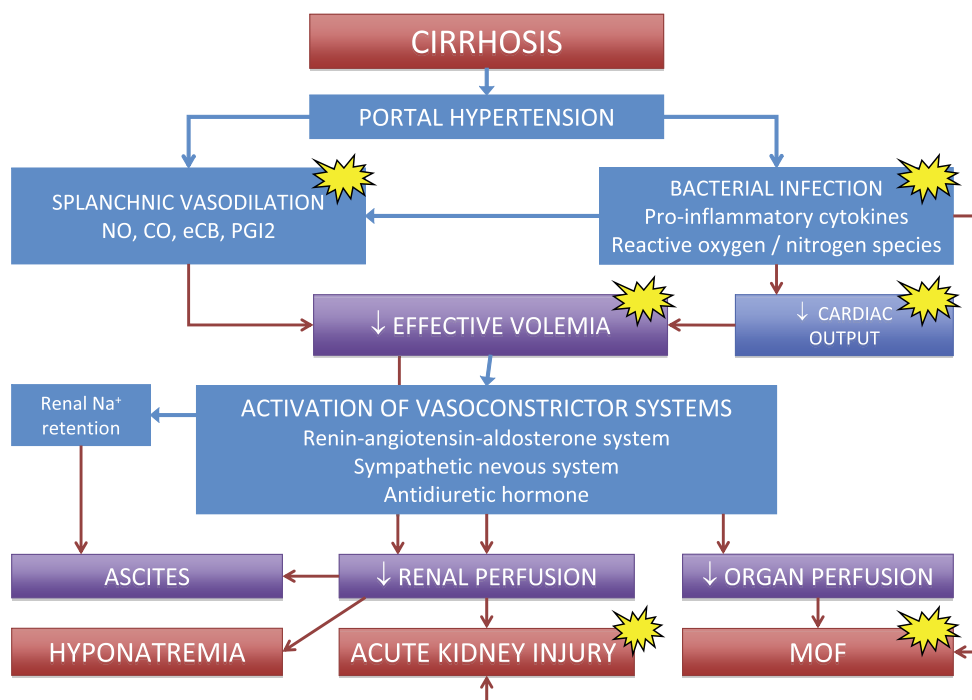 CIRRHOSIS
PORTAL HYPERTENSION
SPLANCHNIC VASODILATION
NO, CO, eCB, PGI2
BACTERIAL INFECTION
Pro-inflammatory cytokines
Reactive oxygen / nitrogen species
↓ EFFECTIVE VOLEMIA
↓ CARDIAC
OUTPUT
Renal Na⁺
retention
ACTIVATION OF VASOCONSTRICTOR SYSTEMS
Renin-angiotensin-aldosterone system
Sympathetic nevous system
Antidiuretic hormone
ASCITES
↓ RENAL PERFUSION
↓ ORGAN PERFUSION
HYPONATREMIA
ACUTE KIDNEY INJURY
MOF